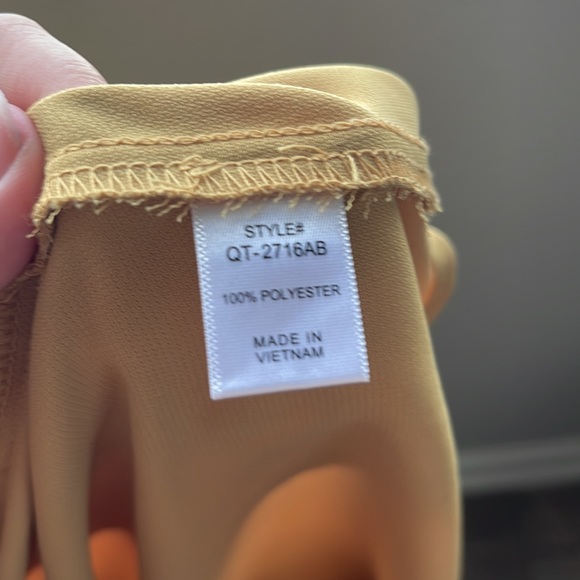 STYLE#
QT-2716AB
100% POLYESTER
MADE IN
VIETNAM